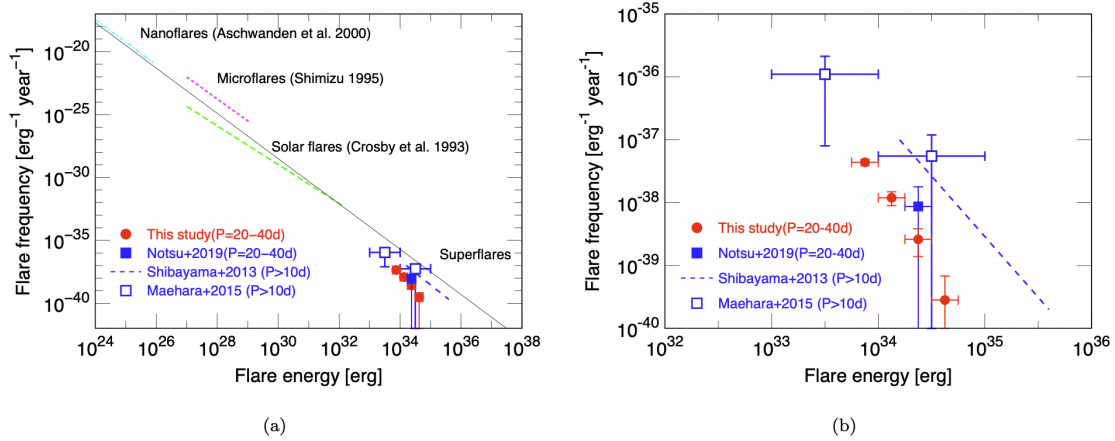 Flare frequency [erg⁻¹ year⁻¹]
10⁻²⁰
10⁻²⁵
10⁻³⁰
10⁻³⁵
10⁻⁴⁰
Nanoflares (Aschwanden et al. 2000)
Microflares (Shimizu 1995)
Solar flares (Crosby et al. 1993)
Superflares
This study(P=20−40d)
Notsu+2019(P=20−40d)
Shibayama+2013 (P>10d)
Maehara+2015 (P>10d)
10²⁴ 10²⁶ 10²⁸ 10³⁰ 10³² 10³⁴ 10³⁶ 10³⁸
Flare energy [erg]
(a)
Flare frequency [erg⁻¹ year⁻¹]
10⁻³⁵
10⁻³⁶
10⁻³⁷
10⁻³⁸
10⁻³⁹
10⁻⁴⁰
This study(P=20-40d)
Notsu+2019(P=20-40d)
Shibayama+2013 (P>10d)
Maehara+2015 (P>10d)
10³² 10³³ 10³⁴ 10³⁵ 10³⁶
Flare energy [erg]
(b)